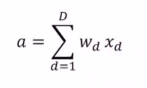 a = \sum_{d=1}^{D} w_d x_d